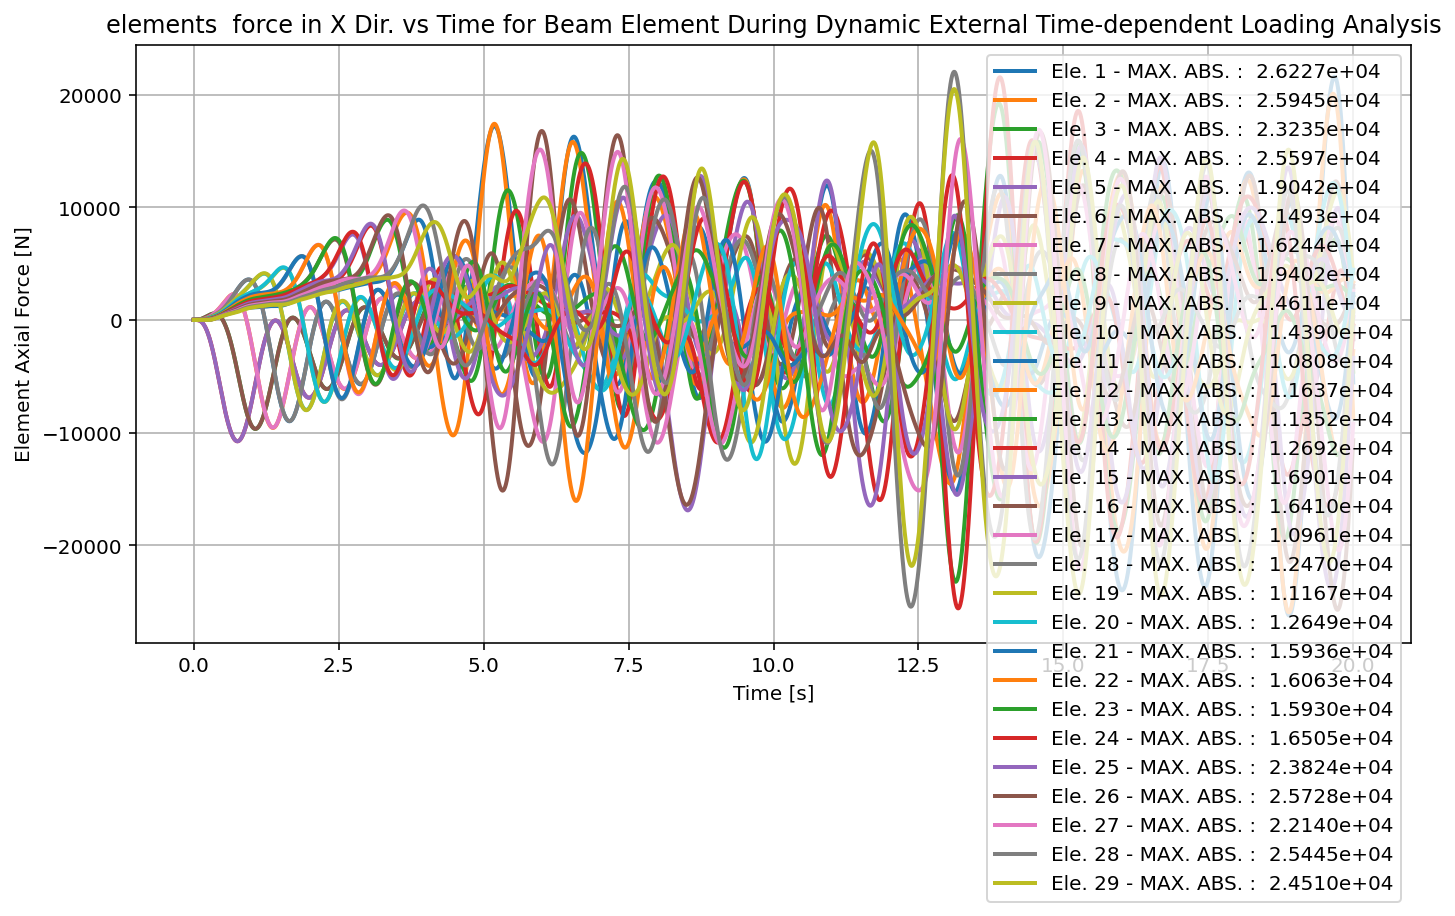 elements  force in X Dir. vs Time for Beam Element During Dynamic External Time-dependent Loading Analysis
Element Axial Force [N]
20000
10000
0
−10000
−20000
0.0 2.5 5.0 7.5 10.0 12.5 15.0 17.5 20.0
Time [s]
Ele. 1 - MAX. ABS. :  2.6227e+04
Ele. 2 - MAX. ABS. :  2.5945e+04
Ele. 3 - MAX. ABS. :  2.3235e+04
Ele. 4 - MAX. ABS. :  2.5597e+04
Ele. 5 - MAX. ABS. :  1.9042e+04
Ele. 6 - MAX. ABS. :  2.1493e+04
Ele. 7 - MAX. ABS. :  1.6244e+04
Ele. 8 - MAX. ABS. :  1.9402e+04
Ele. 9 - MAX. ABS. :  1.4611e+04
Ele. 10 - MAX. ABS. :  1.4390e+04
Ele. 11 - MAX. ABS. :  1.0808e+04
Ele. 12 - MAX. ABS. :  1.1637e+04
Ele. 13 - MAX. ABS. :  1.1352e+04
Ele. 14 - MAX. ABS. :  1.2692e+04
Ele. 15 - MAX. ABS. :  1.6901e+04
Ele. 16 - MAX. ABS. :  1.6410e+04
Ele. 17 - MAX. ABS. :  1.0961e+04
Ele. 18 - MAX. ABS. :  1.2470e+04
Ele. 19 - MAX. ABS. :  1.1167e+04
Ele. 20 - MAX. ABS. :  1.2649e+04
Ele. 21 - MAX. ABS. :  1.5936e+04
Ele. 22 - MAX. ABS. :  1.6063e+04
Ele. 23 - MAX. ABS. :  1.5930e+04
Ele. 24 - MAX. ABS. :  1.6505e+04
Ele. 25 - MAX. ABS. :  2.3824e+04
Ele. 26 - MAX. ABS. :  2.5728e+04
Ele. 27 - MAX. ABS. :  2.2140e+04
Ele. 28 - MAX. ABS. :  2.5445e+04
Ele. 29 - MAX. ABS. :  2.4510e+04